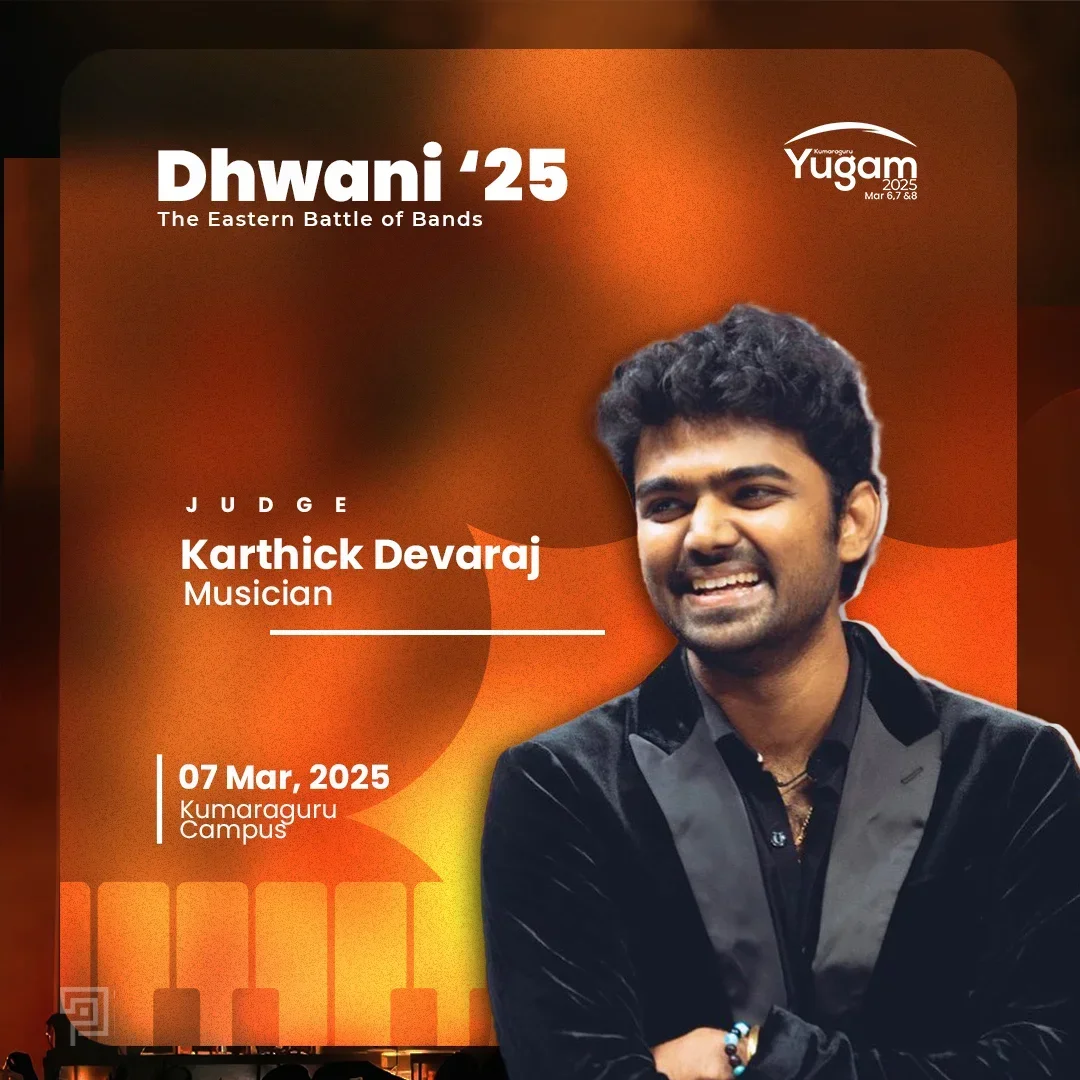 Dhwani ‘25
The Eastern Battle of Bands
Kumaraguru
Yugam
2025
Mar 6,7 &8
JUDGE
Karthick Devaraj
Musician
07 Mar, 2025
Kumaraguru
Campus